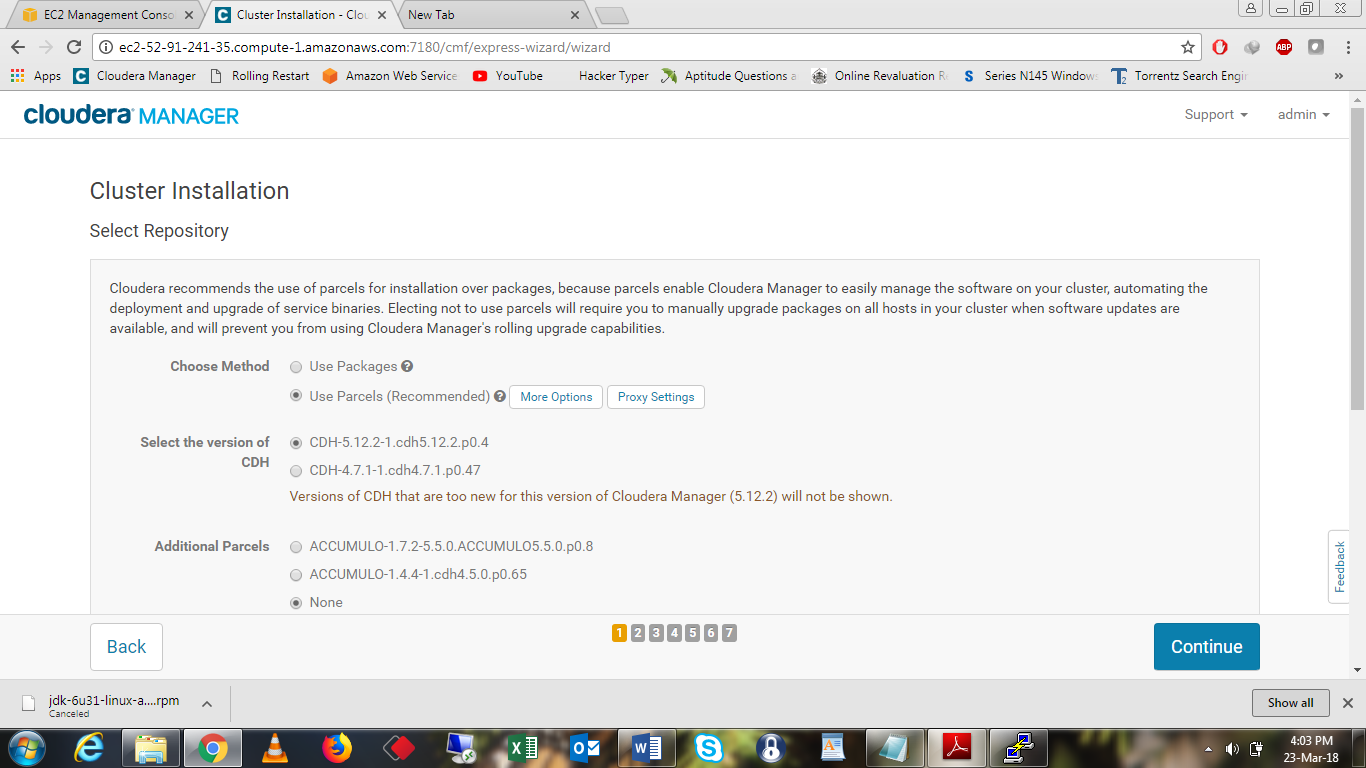 EC2 Management Conso
Cluster Installation - Clou
New Tab
ec2-52-91-241-35.compute-1.amazonaws.com:7180/cmf/express-wizard/wizard
ABP
Apps
Cloudera Manager
Rolling Restart
Amazon Web Service
YouTube
Hacker Typer
Aptitude Questions a
Online Revaluation R
Series N145 Window
Torrentz Search Engin
cloudera MANAGER
Support
admin
Cluster Installation
Select Repository
Cloudera recommends the use of parcels for installation over packages, because parcels enable Cloudera Manager to easily manage the software on your cluster, automating the
deployment and upgrade of service binaries. Electing not to use parcels will require you to manually upgrade packages on all hosts in your cluster when software updates are
available, and will prevent you from using Cloudera Manager's rolling upgrade capabilities.
Choose Method
Use Packages
Use Parcels (Recommended)
More Options
Proxy Settings
Select the version of
CDH
CDH-5.12.2-1.cdh5.12.2.p0.4
CDH-4.7.1-1.cdh4.7.1.p0.47
Versions of CDH that are too new for this version of Cloudera Manager (5.12.2) will not be shown.
Additional Parcels
ACCUMULO-1.7.2-5.5.0.ACCUMULO5.5.0.p0.8
ACCUMULO-1.4.4-1.cdh4.5.0.p0.65
None
Feedback
Back
1 2 3 4 5 6 7
Continue
jdk-6u31-linux-a....rpm
Canceled
Show all
4:03 PM
23-Mar-18